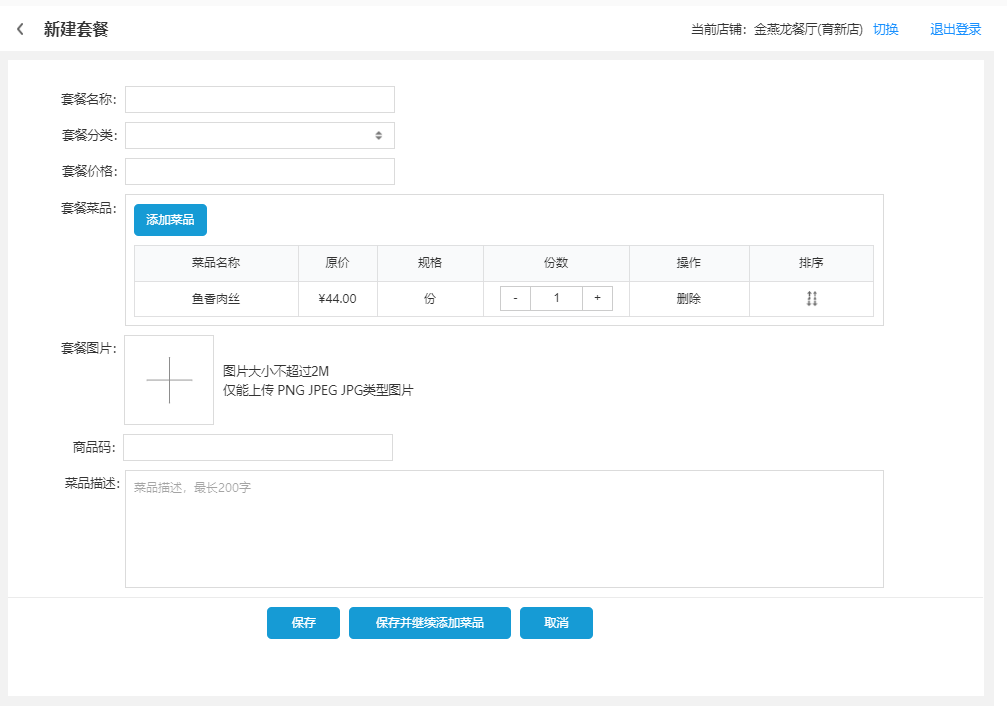 新建套餐 当前店铺：金燕龙餐厅(育新店) 切换 退出登录
套餐名称:
套餐分类:
套餐价格:
套餐菜品:
添加菜品
菜品名称 原价 规格 份数 操作 排序
鱼香肉丝 ¥44.00 份 - 1 + 删除
套餐图片:
图片大小不超过2M
仅能上传 PNG JPEG JPG类型图片
商品码:
菜品描述:
菜品描述，最长200字
保存 保存并继续添加菜品 取消